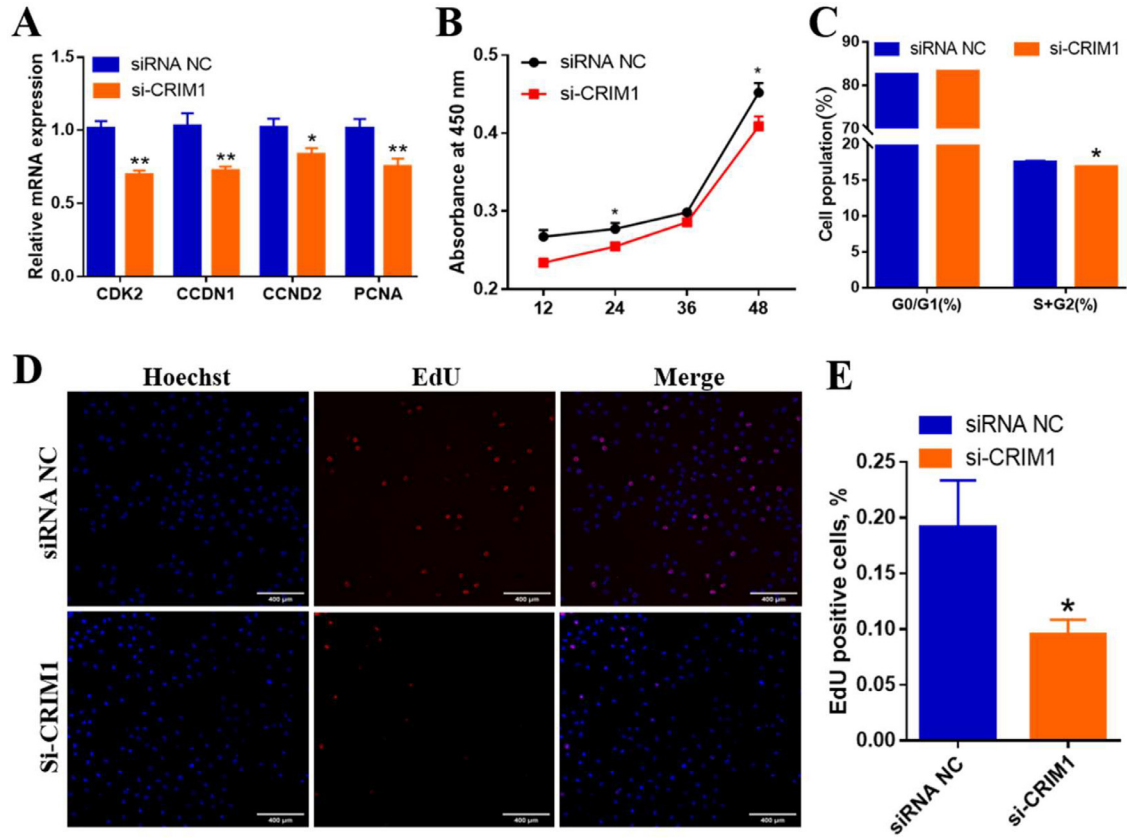 A
siRNA NC
si-CRIM1
Relative mRNA expression
1.5
1.0
0.5
0.0
**
**
*
**
CDK2
CCDN1
CCND2
PCNA
B
siRNA NC
si-CRIM1
Absorbance at 450 nm
0.5
0.4
0.3
0.2
*
*
12
24
36
48
C
siRNA NC
si-CRIM1
Cell population(%)
90
80
70
20
15
10
5
0
*
G0/G1(%)
S+G2(%)
D
Hoechst
EdU
Merge
siRNA NC
400 μm
400 μm
400 μm
Si-CRIM1
400 μm
400 μm
400 μm
E
siRNA NC
si-CRIM1
EdU positive cells, %
0.25
0.20
0.15
0.10
0.05
0.00
*
siRNA NC
si-CRIM1